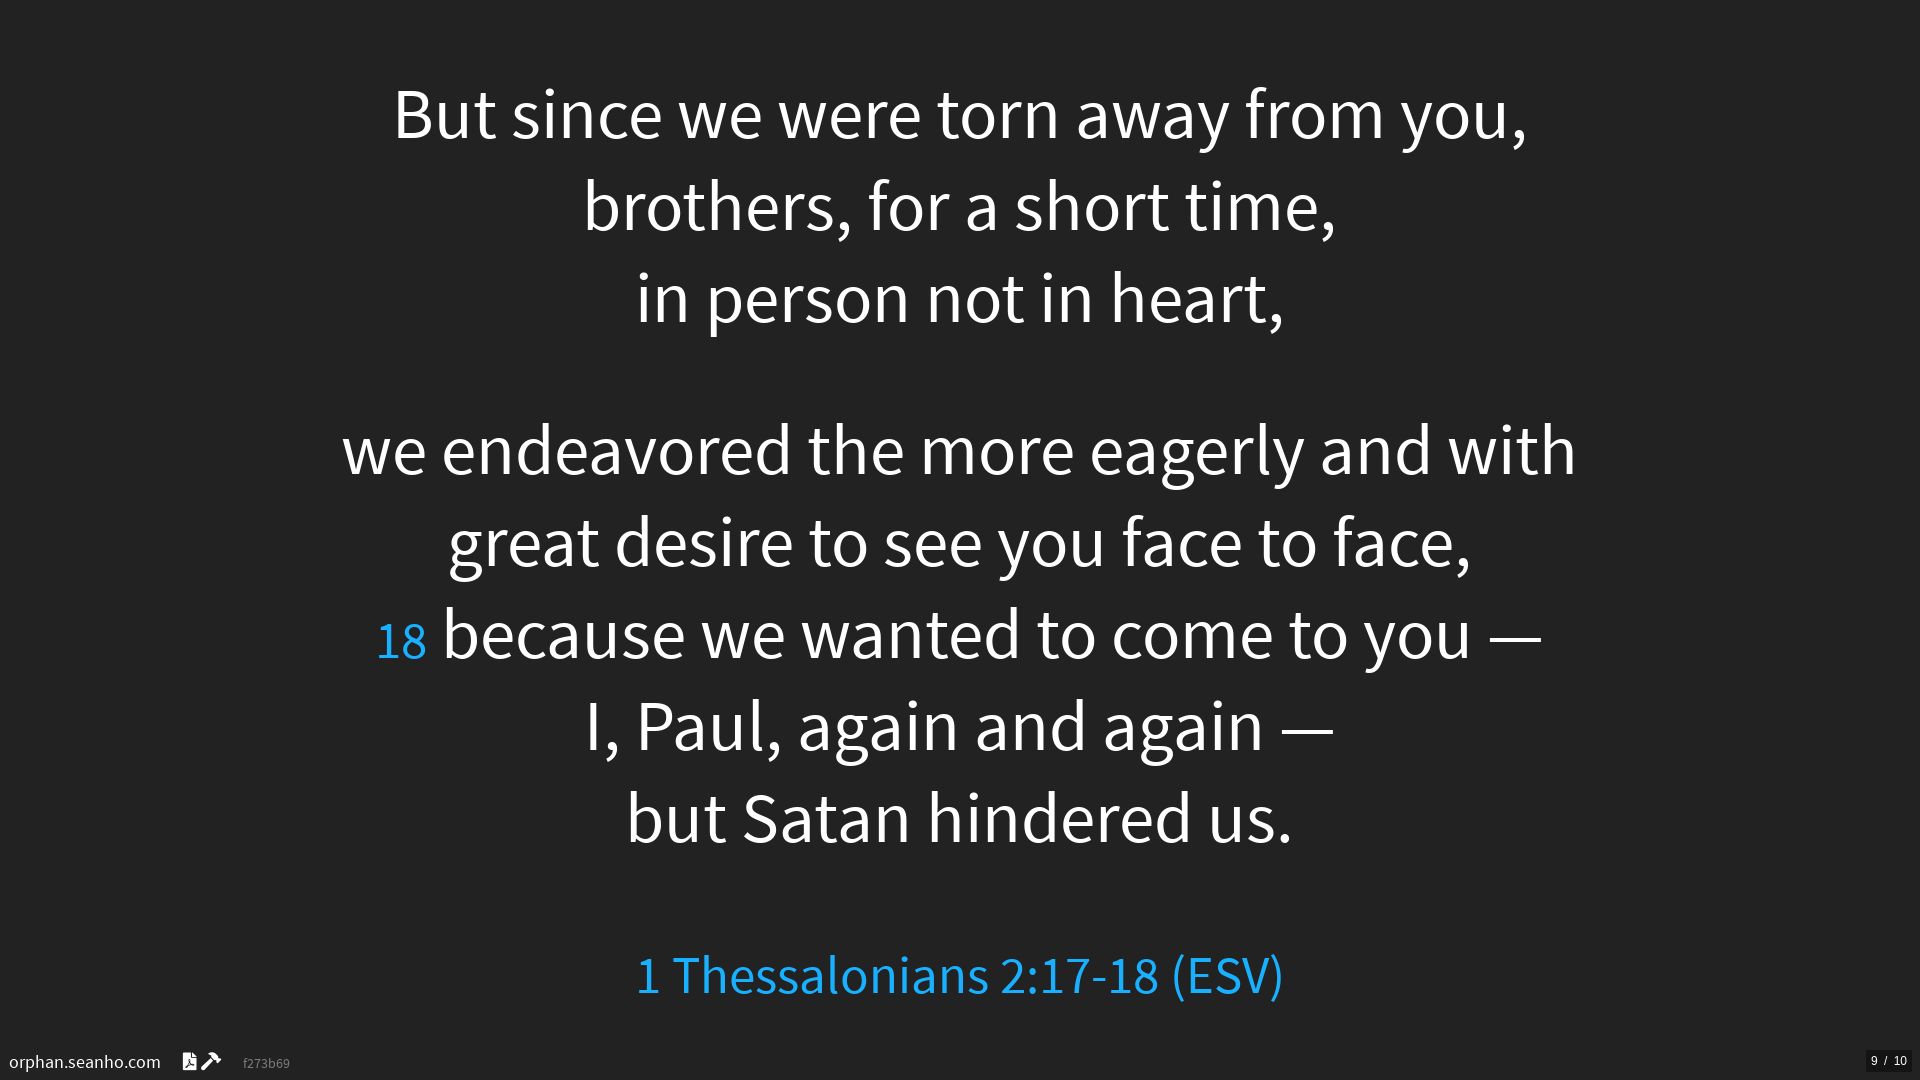 But since we were torn away from you,
brothers, for a short time,
in person not in heart,
we endeavored the more eagerly and with
great desire to see you face to face,
18 because we wanted to come to you —
I, Paul, again and again —
but Satan hindered us.
1 Thessalonians 2:17-18 (ESV)
orphan.seanho.com f273b69
9 / 10